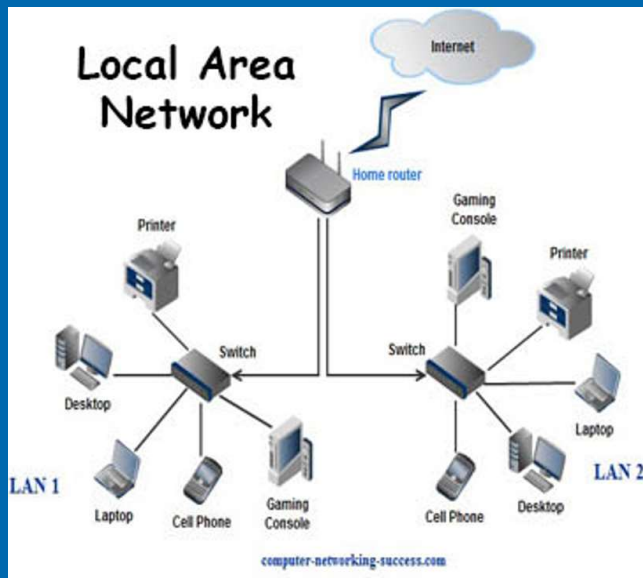 Local Area
Network
Internet
Home router
Gaming
Console
Printer
Printer
Switch
Switch
Desktop
Laptop
LAN 1
Laptop
Cell Phone
Gaming
Console
Cell Phone
Desktop
LAN 2
computer-networking-success.com